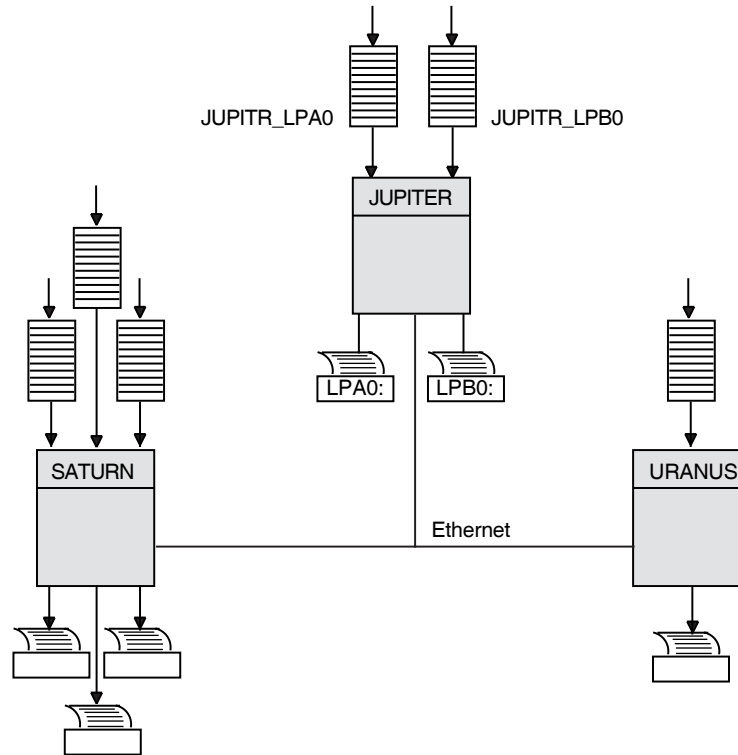 JUPITR_LPA0
JUPITR_LPB0
JUPITER
LPA0:
LPB0:
SATURN
URANUS
Ethernet